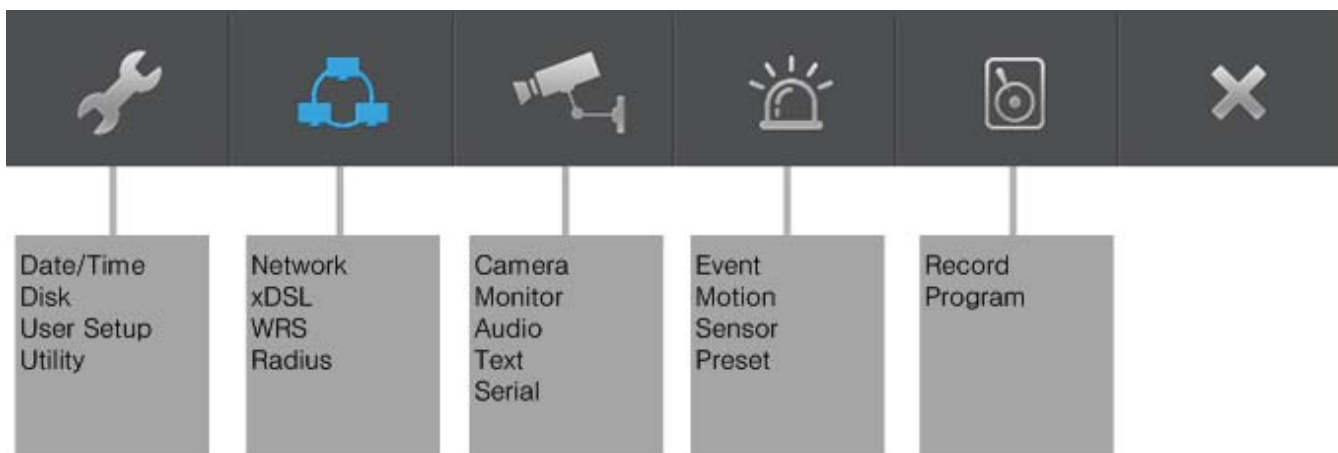 Date/Time
Disk
User Setup
Utility
Network
xDSL
WRS
Radius
Camera
Monitor
Audio
Text
Serial
Event
Motion
Sensor
Preset
Record
Program